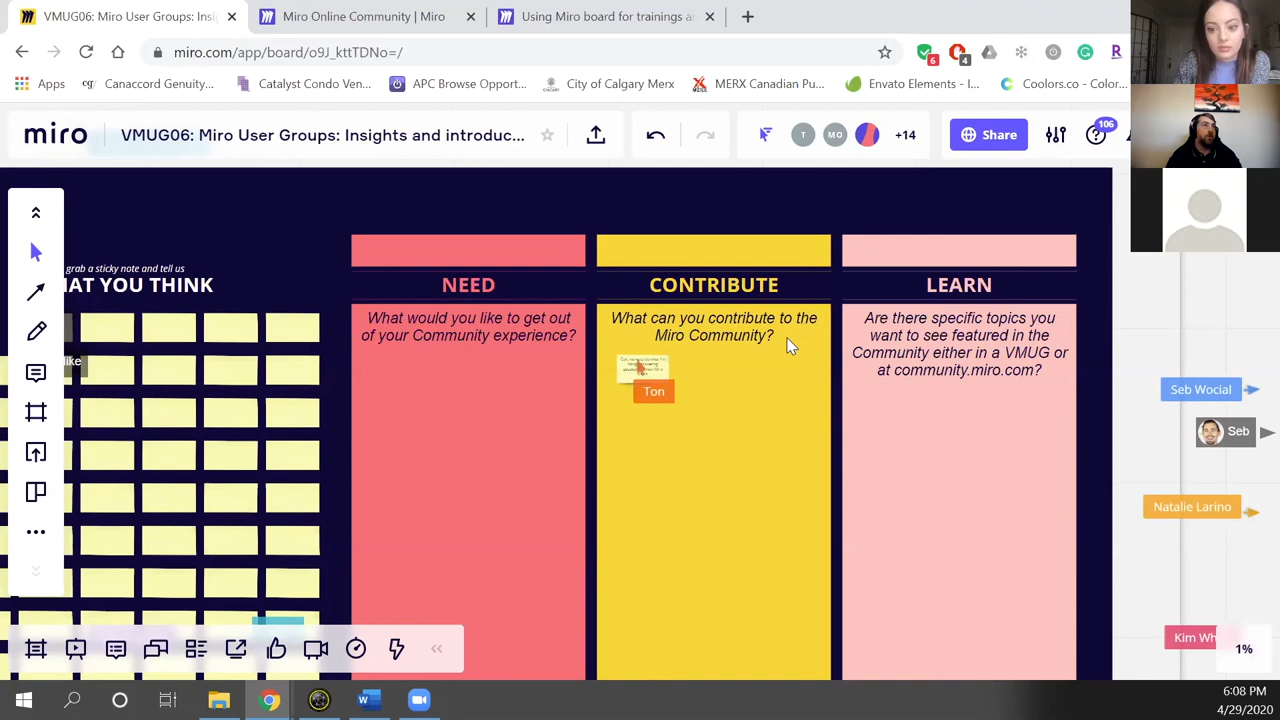 VMUG06: Miro User Groups: Insi
Miro Online Community | Miro
Using Miro board for trainings a
miro.com/app/board/o9J_kttTDNo=/
6
4
Apps
Canaccord Genuity...
Catalyst Condo Ven...
APC Browse Opport...
City of Calgary Merx
MERX Canadian Pu...
Envato Elements - I...
Coolors.co - Color...
miro
VMUG06: Miro User Groups: Insights and introduc...
T
MO
+14
Share
106
grab a sticky note and tell us
HAT YOU THINK
ike
NEED
What would you like to get out
of your Community experience?
CONTRIBUTE
What can you contribute to the
Miro Community?
Ton
LEARN
Are there specific topics you
want to see featured in the
Community either in a VMUG or
at community.miro.com?
Seb Wocial
Seb
Natalie Larino
Kim Wh
1%
6:08 PM
4/29/2020